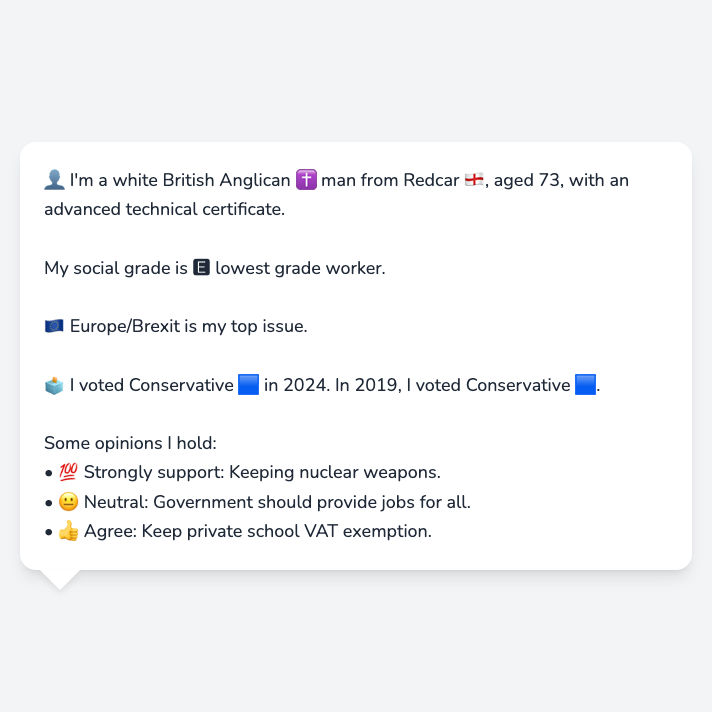 👤 I'm a white British Anglican ✝️ man from Redcar 🏴󠁧󠁢󠁥󠁮󠁧󠁿, aged 73, with an
advanced technical certificate.
My social grade is 🅴 lowest grade worker.
🇪🇺 Europe/Brexit is my top issue.
🗳️ I voted Conservative 🟦 in 2024. In 2019, I voted Conservative 🟦.
Some opinions I hold:
• 💯 Strongly support: Keeping nuclear weapons.
• 😐 Neutral: Government should provide jobs for all.
• 👍 Agree: Keep private school VAT exemption.